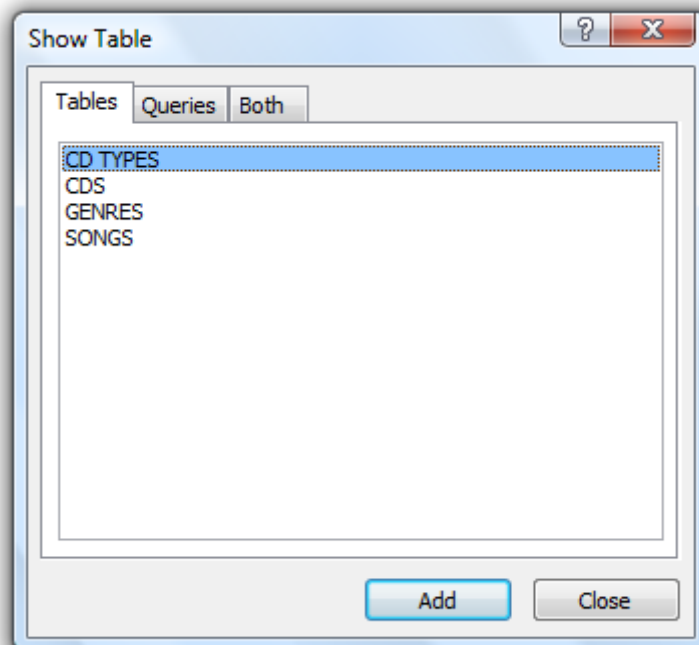 Show Table
?
Tables Queries Both
CD TYPES
CDS
GENRES
SONGS
Add Close